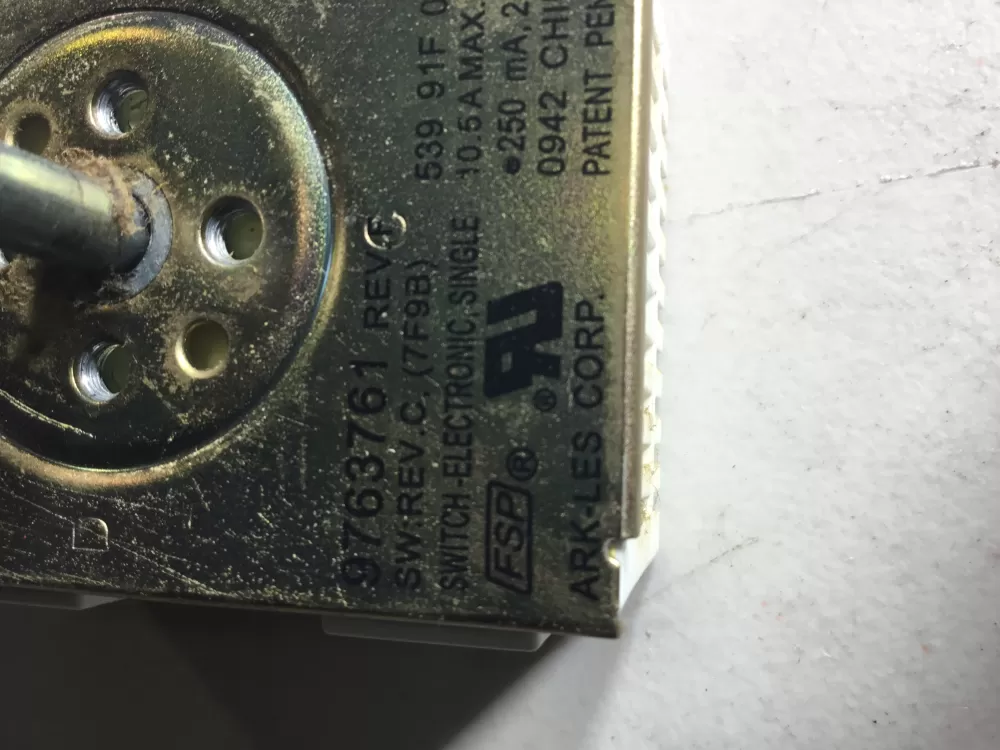 9763761 REV F
SW:REV.C, (7F9B)
SWITCH-ELECTRONIC,SINGLE
FSP ® ®
ARK-LES CORP.
539 91F
10.5A MAX.
•250 mA,
0942
PATENT